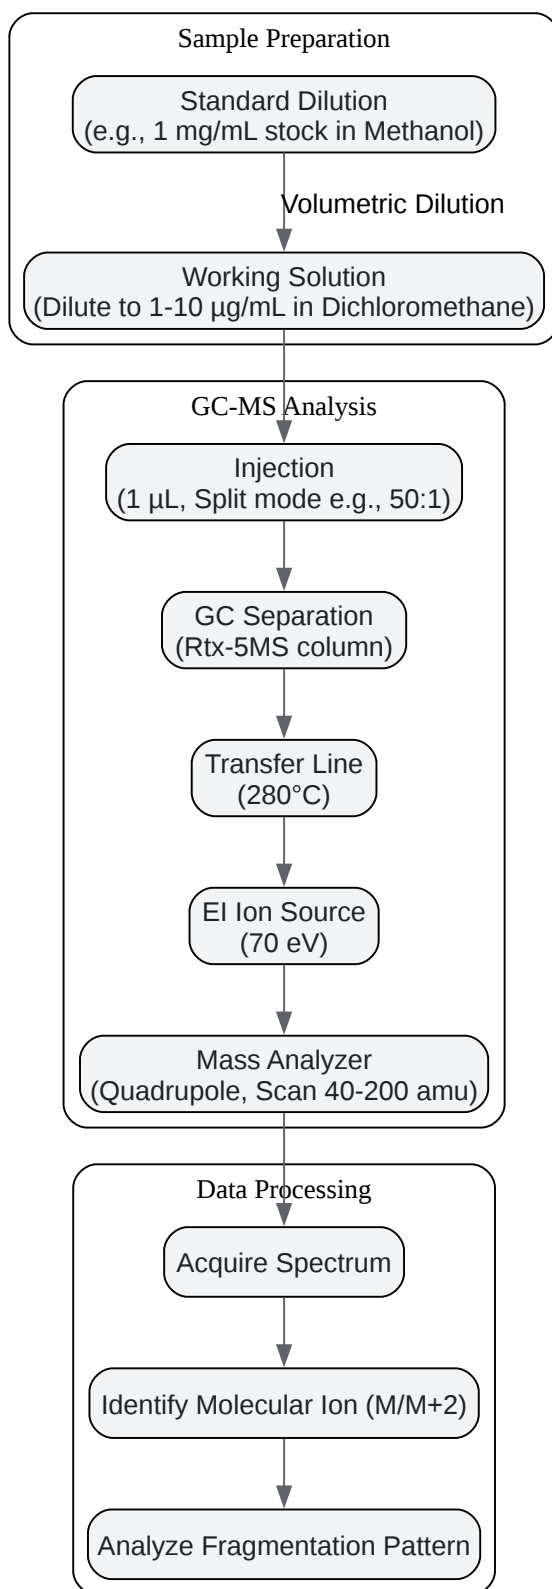 Sample Preparation
Standard Dilution
(e.g., 1 mg/mL stock in Methanol)
Volumetric Dilution
Working Solution
(Dilute to 1-10 µg/mL in Dichloromethane)
GC-MS Analysis
Injection
(1 µL, Split mode e.g., 50:1)
GC Separation
(Rtx-5MS column)
Transfer Line
(280°C)
EI Ion Source
(70 eV)
Mass Analyzer
(Quadrupole, Scan 40-200 amu)
Data Processing
Acquire Spectrum
Identify Molecular Ion (M/M+2)
Analyze Fragmentation Pattern